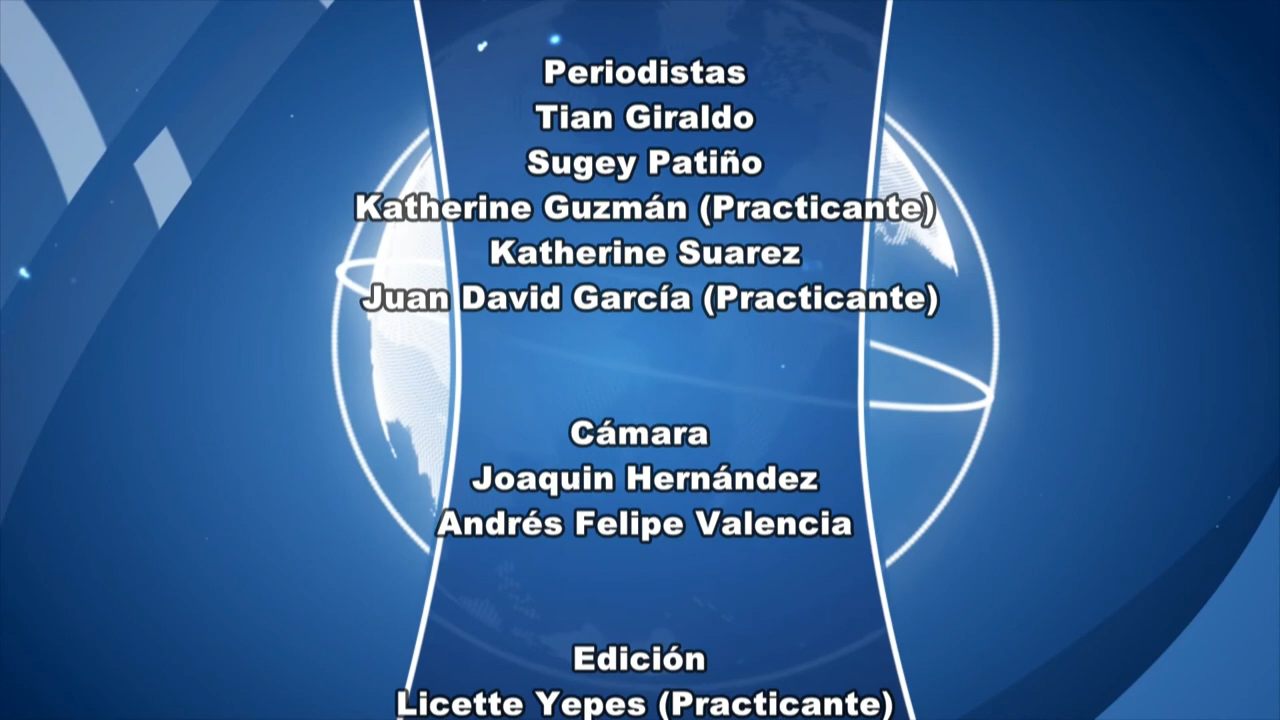 Periodistas
Tian Giraldo
Sugey Patiño
Katherine Guzmán (Practicante)
Katherine Suarez
Juan David García (Practicante)
Cámara
Joaquin Hernández
Andrés Felipe Valencia
Edición
Licette Yepes (Practicante)